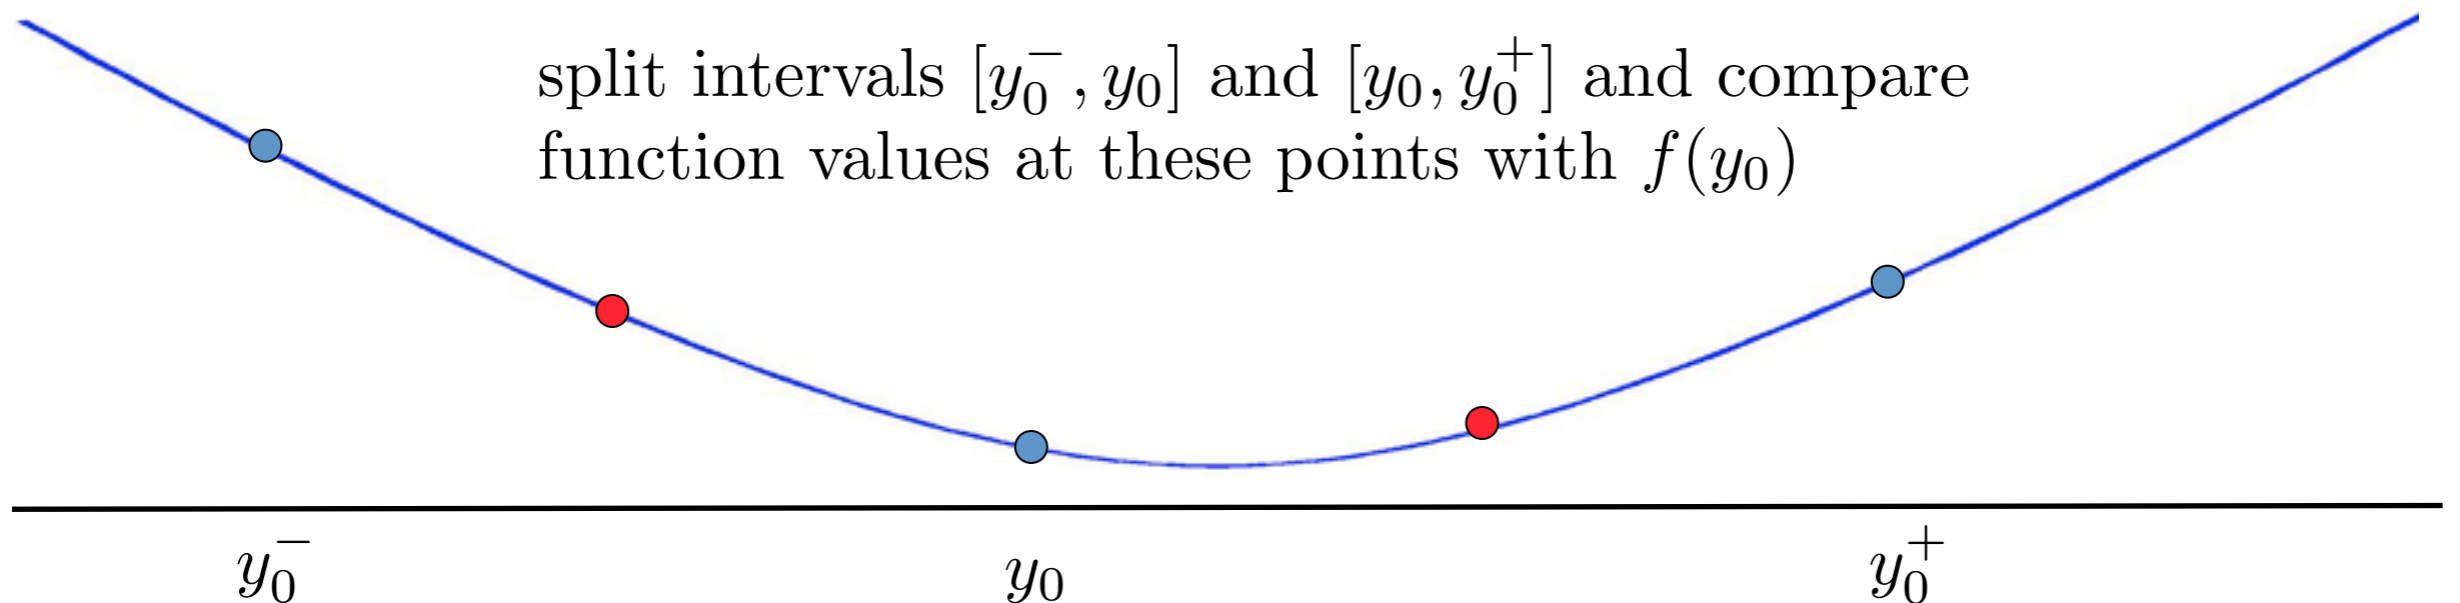 split intervals $[y_0^-, y_0]$ and $[y_0, y_0^+]$ and compare
function values at these points with $f(y_0)$
$y_0^-$ $y_0$ $y_0^+$